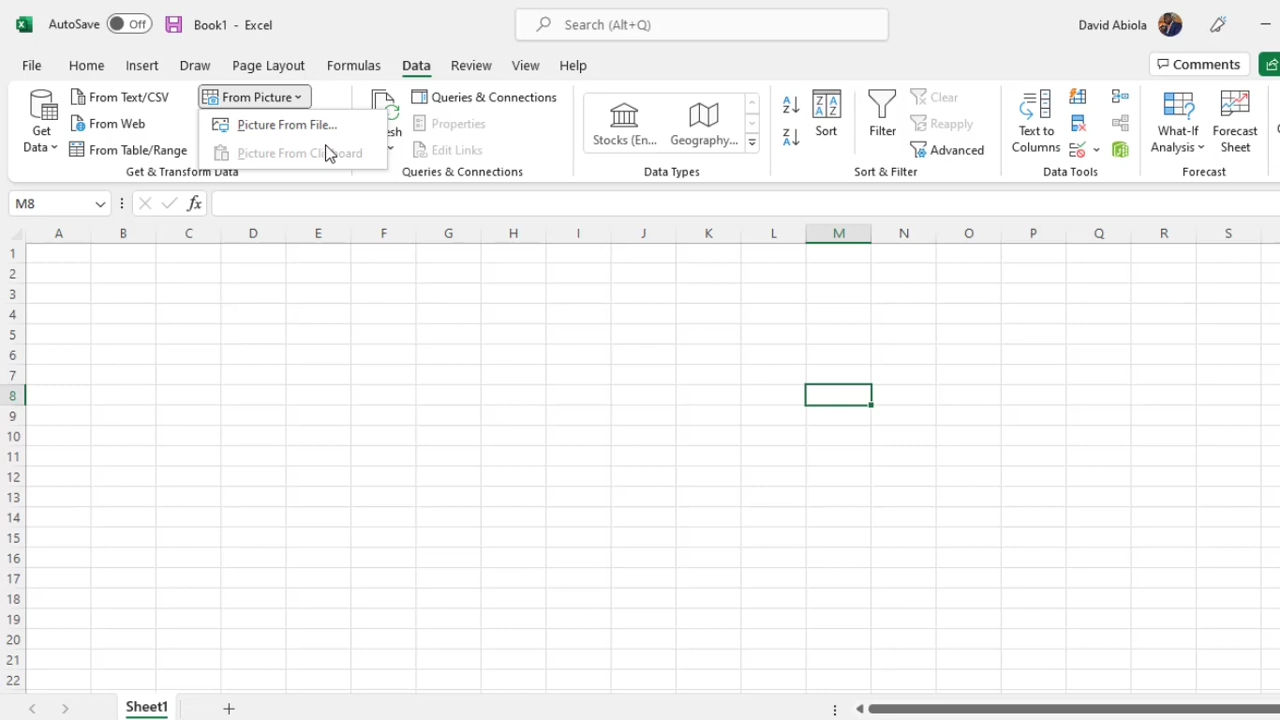 AutoSave Off Book1 - Excel Search (Alt+Q) David Abiola
File Home Insert Draw Page Layout Formulas Data Review View Help Comments
From Text/CSV From Picture Queries & Connections Clear
From Web Picture From File... Properties Reapply
From Table/Range Picture From Clipboard Edit Links Advanced
Get Data
Stocks (En... Geography...
Sort Filter
Text to Columns
What-If Analysis
Forecast Sheet
Get & Transform Data Queries & Connections Data Types Sort & Filter Data Tools Forecast
M8 fx
A B C D E F G H I J K L M N O P Q R S
1
2
3
4
5
6
7
8
9
10
11
12
13
14
15
16
17
18
19
20
21
22
Sheet1